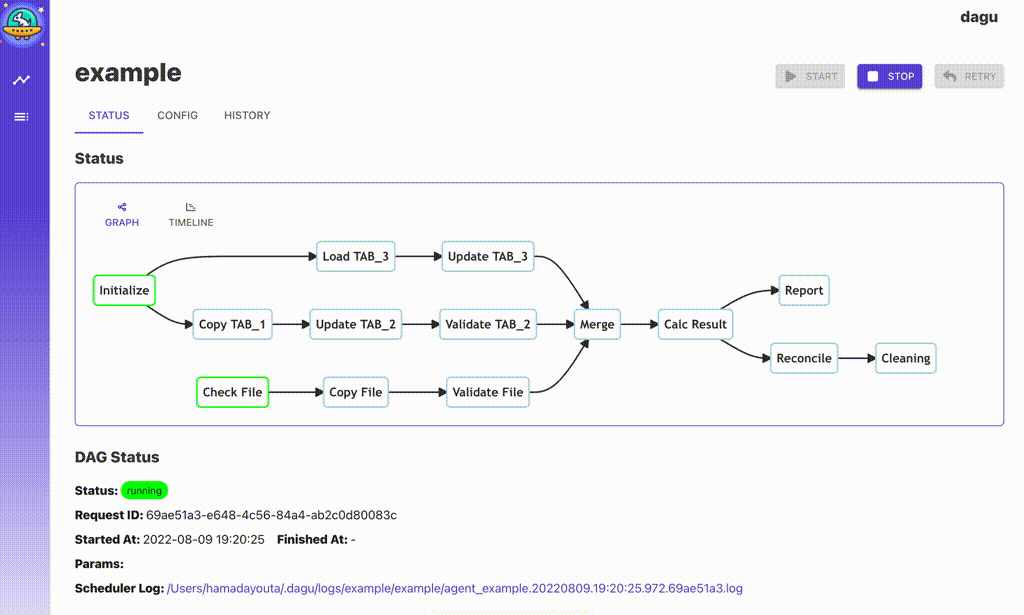 dagu
example
START
STOP
RETRY
STATUS CONFIG HISTORY
Status
GRAPH TIMELINE
Load TAB_3
Update TAB_3
Initialize
Report
Copy TAB_1
Update TAB_2
Validate TAB_2
Merge
Calc Result
Reconcile
Cleaning
Check File
Copy File
Validate File
DAG Status
Status: running
Request ID: 69ae51a3-e648-4c56-84a4-ab2c0d80083c
Started At: 2022-08-09 19:20:25 Finished At: -
Params:
Scheduler Log: /Users/hamadayouta/.dagu/logs/example/example/agent_example.20220809.19:20:25.972.69ae51a3.log